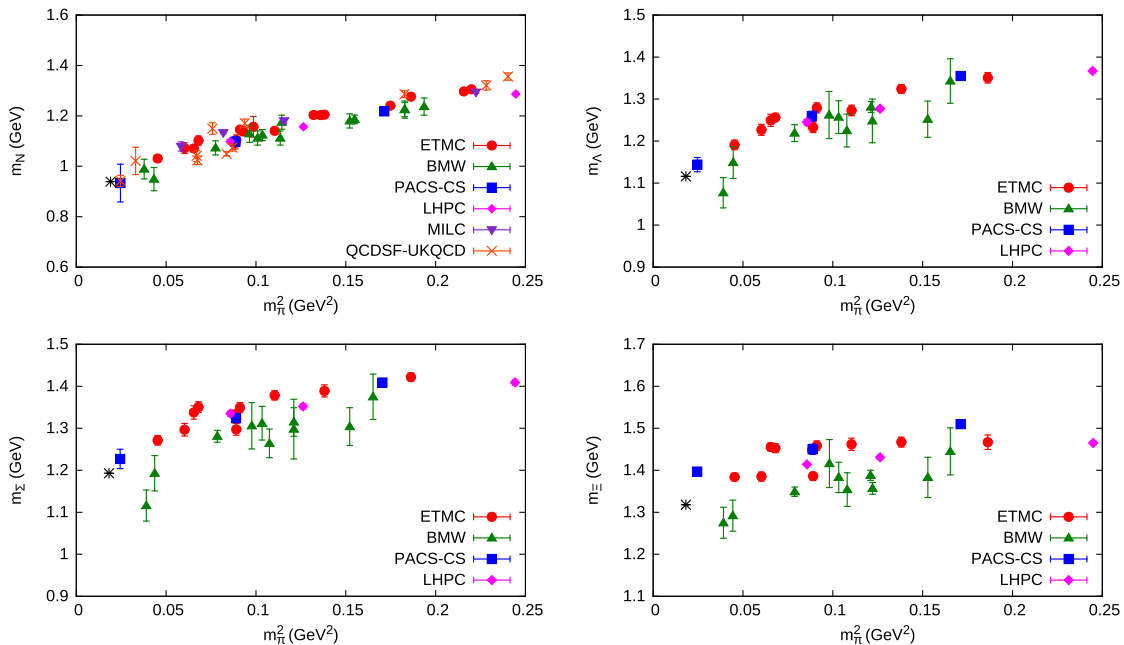 1.6
1.4
1.2
1
0.8
0.6
m_N (GeV)
0 0.05 0.1 0.15 0.2 0.25
m_π^2 (GeV^2)
ETMC
BMW
PACS-CS
LHPC
MILC
QCDSF-UKQCD
1.5
1.4
1.3
1.2
1.1
1
0.9
m_Λ (GeV)
0 0.05 0.1 0.15 0.2 0.25
m_π^2 (GeV^2)
ETMC
BMW
PACS-CS
LHPC
1.5
1.4
1.3
1.2
1.1
1
0.9
m_Σ (GeV)
0 0.05 0.1 0.15 0.2 0.25
m_π^2 (GeV^2)
ETMC
BMW
PACS-CS
LHPC
1.7
1.6
1.5
1.4
1.3
1.2
1.1
m_Ξ (GeV)
0 0.05 0.1 0.15 0.2 0.25
m_π^2 (GeV^2)
ETMC
BMW
PACS-CS
LHPC